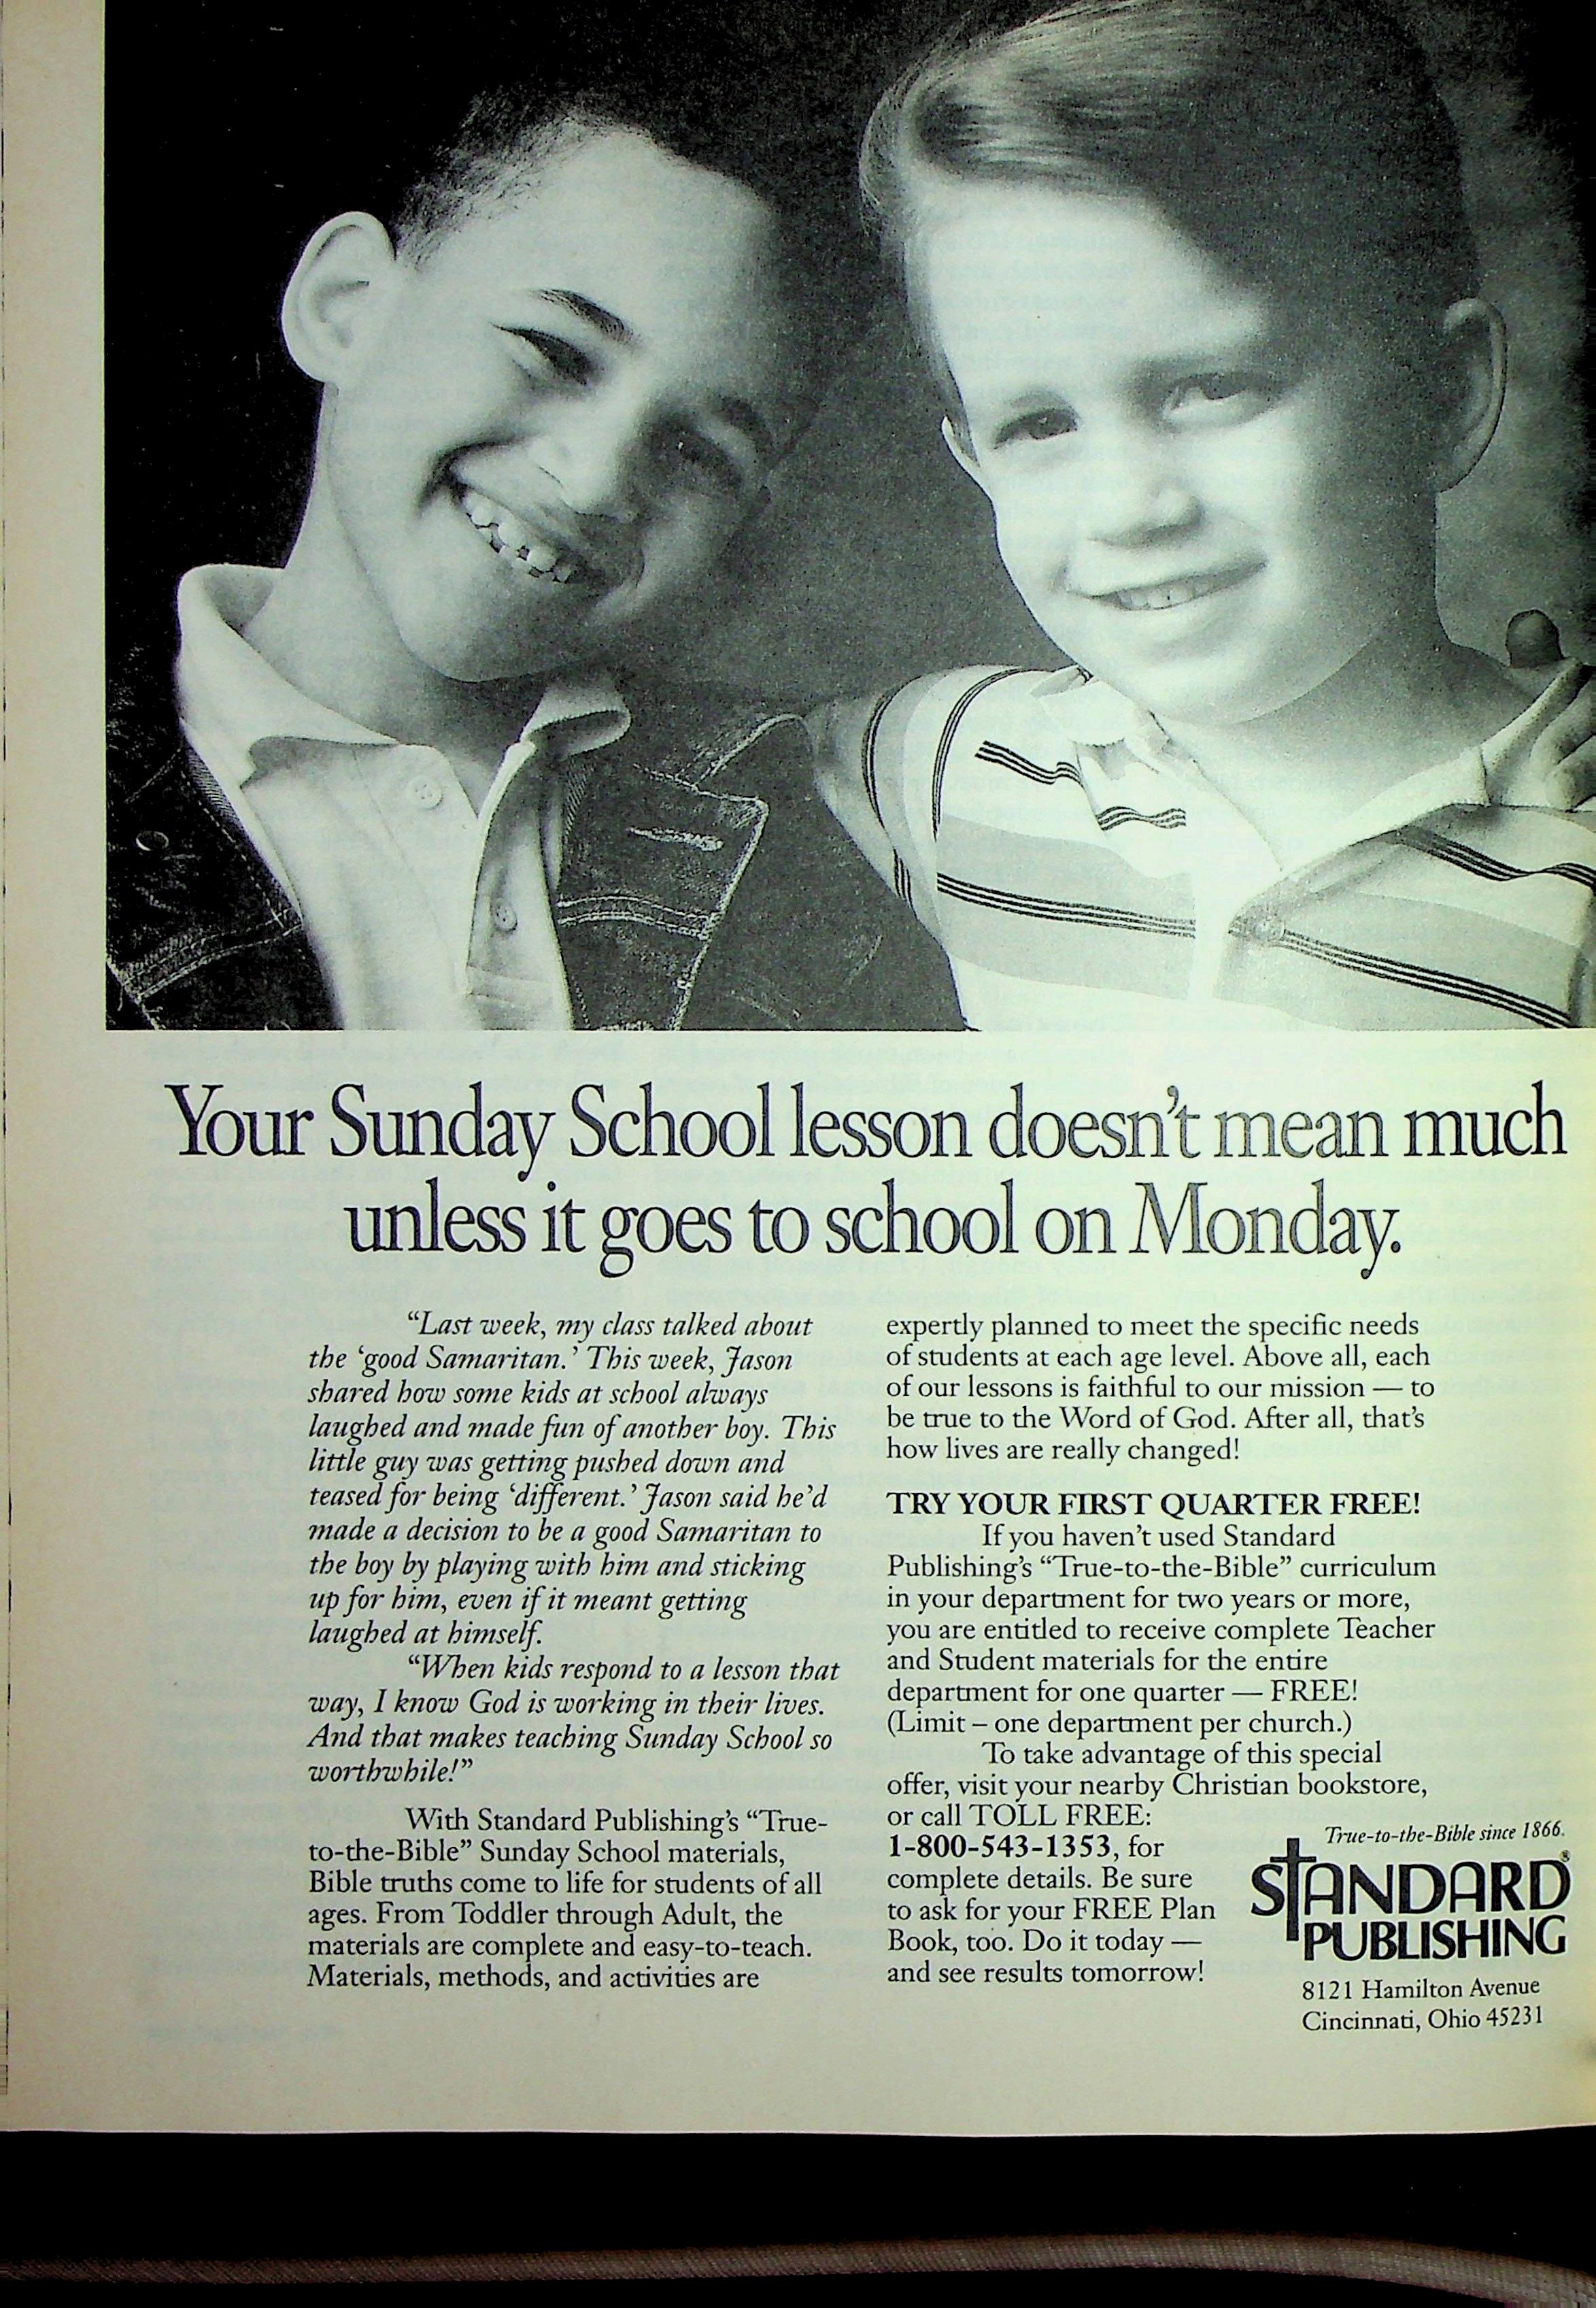 Your Sunday School lesson doesn't mean much
unless it goes to school on Monday.
“Last week, my class talked about
the ‘good Samaritan.’ This week, Jason
shared how some kids at school always
laughed and made fun of another boy. This
little guy was getting pushed down and
teased for being ‘different.’ Jason said he’d
made a decision to be a good Samaritan to
the boy by playing with him and sticking
up for him, even if it meant getting
laughed at himself.
“When kids respond to a lesson that
way, I know God is working in their lives.
And that makes teaching Sunday School so
worthwhile!”
With Standard Publishing’s “True-
to-the-Bible” Sunday School materials,
Bible truths come to life for students of all
ages. From Toddler through Adult, the
materials are complete and easy-to-teach.
Materials, methods, and activities are
expertly planned to meet the specific needs
of students at each age level. Above all, each
of our lessons is faithful to our mission — to
be true to the Word of God. After all, that’s
how lives are really changed!
TRY YOUR FIRST QUARTER FREE!
If you haven’t used Standard
Publishing’s “True-to-the-Bible” curriculum
in your department for two years or more,
you are entitled to receive complete Teacher
and Student materials for the entire
department for one quarter — FREE!
(Limit – one department per church.)
To take advantage of this special
offer, visit your nearby Christian bookstore,
or call TOLL FREE:
1-800-543-1353, for
complete details. Be sure
to ask for your FREE Plan
Book, too. Do it today —
and see results tomorrow!
True-to-the-Bible since 1866.
STANDARD®
PUBLISHING
8121 Hamilton Avenue
Cincinnati, Ohio 45231